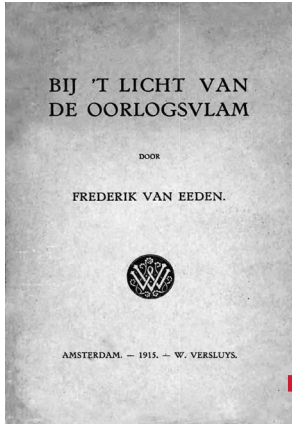 BIJ 'T LICHT VAN
DE OORLOGSVLAM
DOOR
FREDERIK VAN EEDEN.
W
AMSTERDAM. — 1915. — W. VERSLUYS.